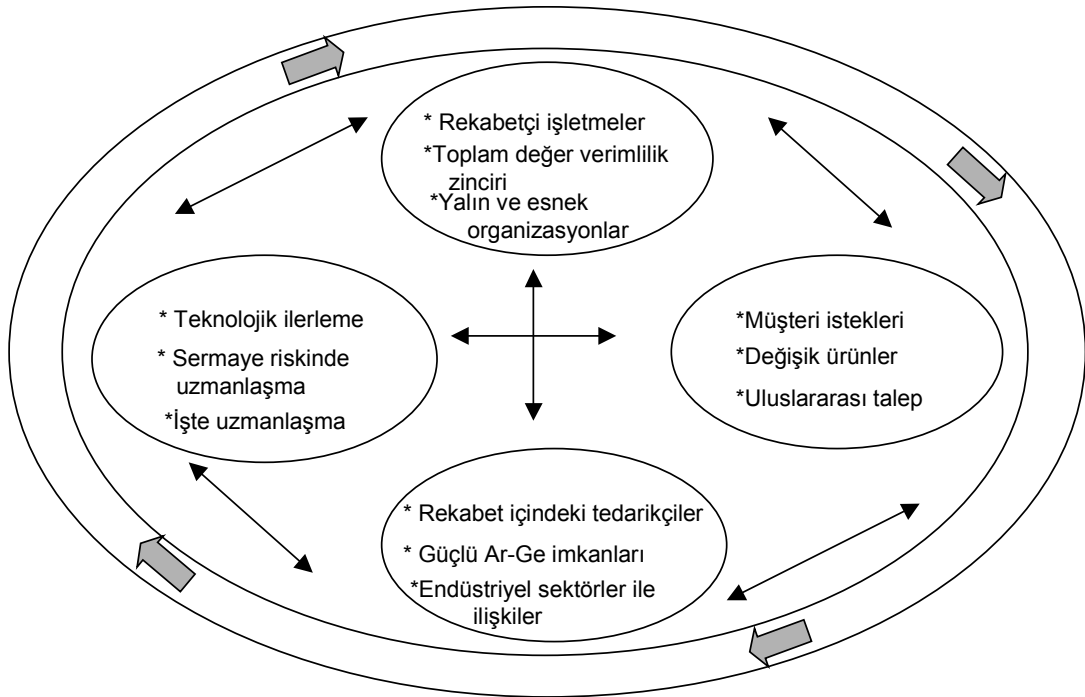 * Rekabetçi işletmeler
*Toplam değer verimlilik
zinciri
*Yalın ve esnek
organizasyonlar
* Teknolojik ilerleme
* Sermaye riskinde
uzmanlaşma
*İşte uzmanlaşma
*Müşteri istekleri
*Değişik ürünler
*Uluslararası talep
* Rekabet içindeki tedarikçiler
* Güçlü Ar-Ge imkanları
*Endüstriyel sektörler ile
ilişkiler